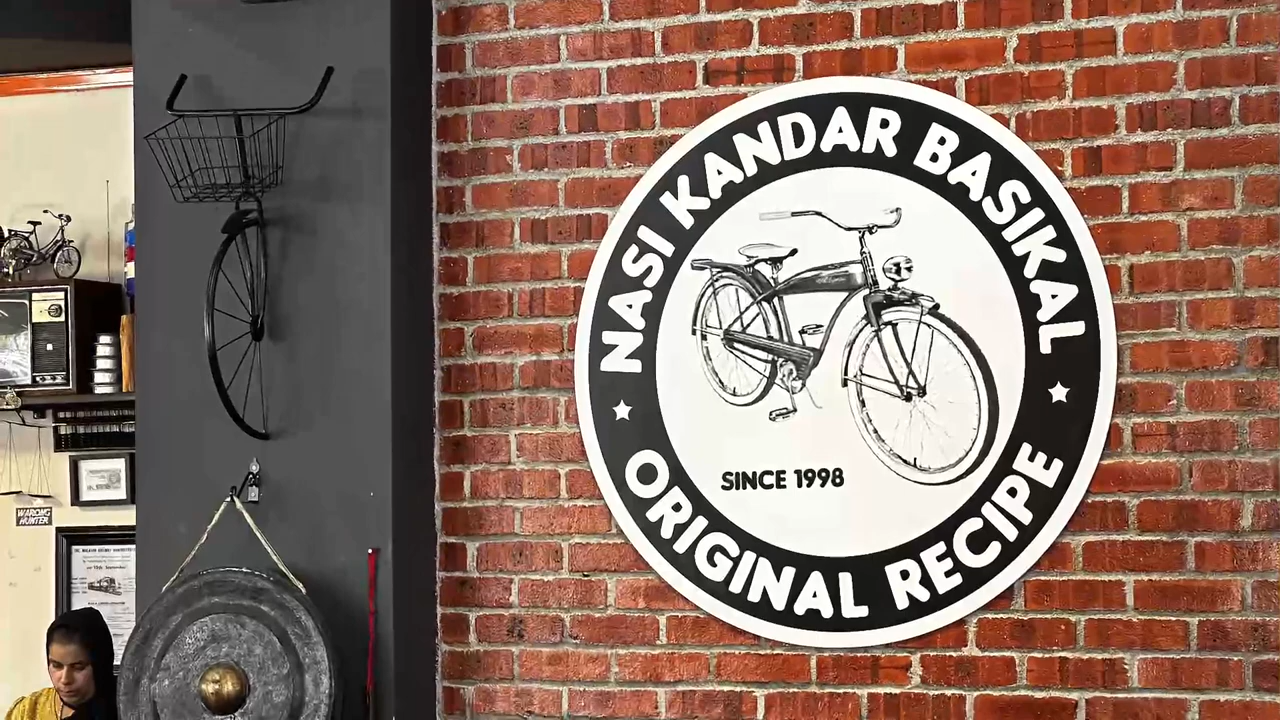 NASI KANDAR BASIKAL
SINCE 1998
ORIGINAL RECIPE
WARONG
HUNTER